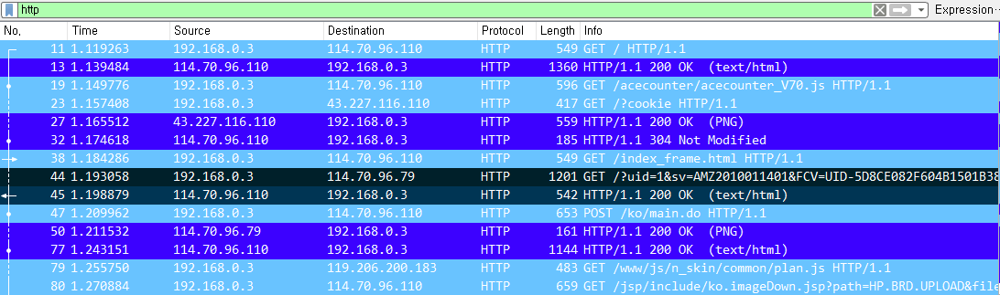 http Expression···
No. Time Source Destination Protocol Length Info
11 1.119263 192.168.0.3 114.70.96.110 HTTP 549 GET / HTTP/1.1
13 1.139484 114.70.96.110 192.168.0.3 HTTP 1360 HTTP/1.1 200 OK (text/html)
19 1.149776 192.168.0.3 114.70.96.110 HTTP 596 GET /acecounter/acecounter_V70.js HTTP/1.1
23 1.157408 192.168.0.3 43.227.116.110 HTTP 417 GET /?cookie HTTP/1.1
27 1.165512 43.227.116.110 192.168.0.3 HTTP 559 HTTP/1.1 200 OK (PNG)
32 1.174618 114.70.96.110 192.168.0.3 HTTP 185 HTTP/1.1 304 Not Modified
38 1.184286 192.168.0.3 114.70.96.110 HTTP 549 GET /index_frame.html HTTP/1.1
44 1.193058 192.168.0.3 114.70.96.79 HTTP 1201 GET /?uid=1&sv=AMZ2010011401&FCV=UID-5D8CE082F604B1501B38
45 1.198879 114.70.96.110 192.168.0.3 HTTP 542 HTTP/1.1 200 OK (text/html)
47 1.209962 192.168.0.3 114.70.96.110 HTTP 653 POST /ko/main.do HTTP/1.1
50 1.211532 114.70.96.79 192.168.0.3 HTTP 161 HTTP/1.1 200 OK (PNG)
77 1.243151 114.70.96.110 192.168.0.3 HTTP 1144 HTTP/1.1 200 OK (text/html)
79 1.255750 192.168.0.3 119.206.200.183 HTTP 483 GET /www/js/n_skin/common/plan.js HTTP/1.1
80 1.270884 192.168.0.3 114.70.96.110 HTTP 659 GET /jsp/include/ko.imageDown.jsp?path=HP.BRD.UPLOAD&file